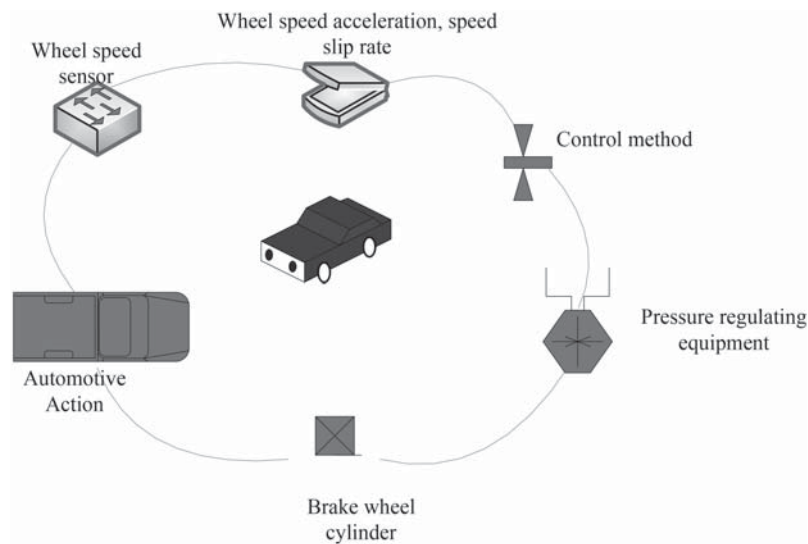 Wheel speed acceleration, speed
slip rate
Wheel speed
sensor
Control method
Pressure regulating
equipment
Automotive
Action
Brake wheel
cylinder